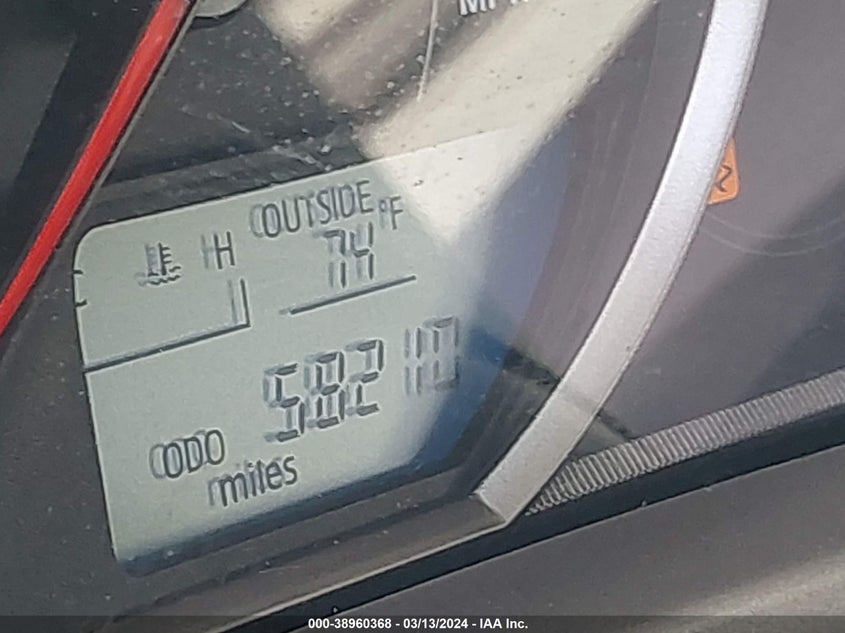 OUTSIDE °F
H 74
58210
ODO
miles
000-38960368 - 03/13/2024 - IAA Inc.